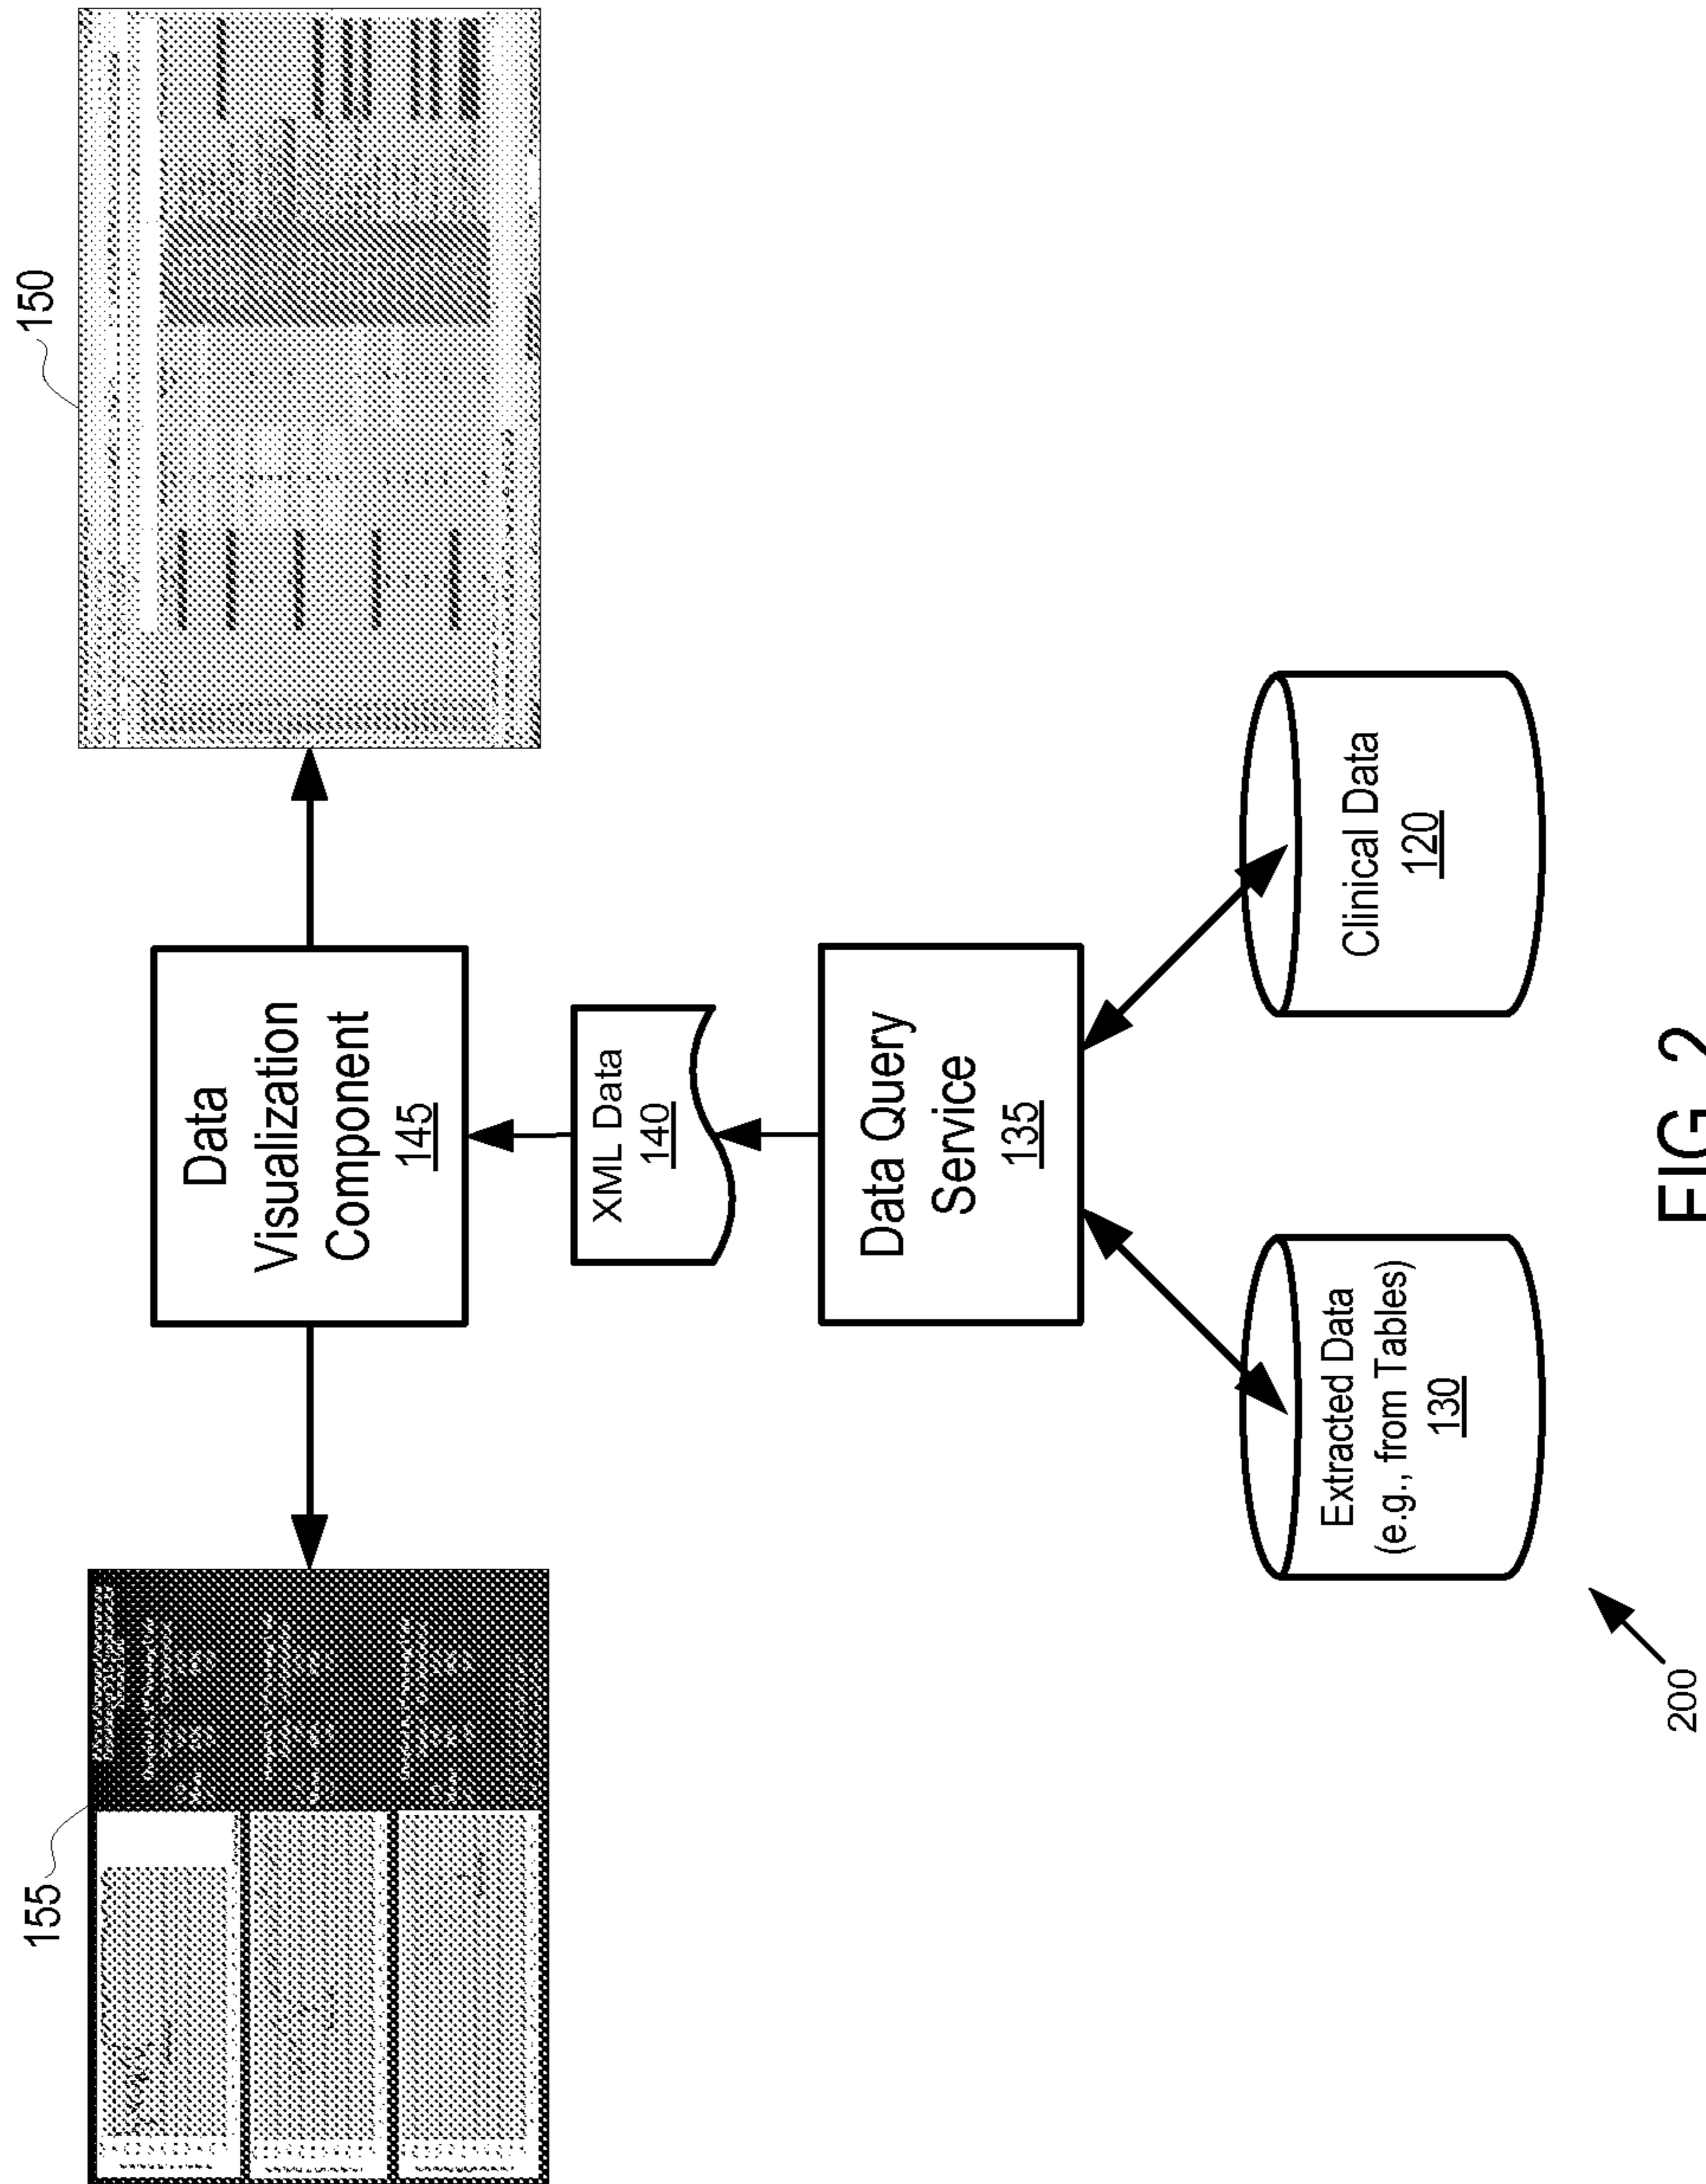 155
150
Data
Visualization
Component
145
XML Data
140
Data Query
Service
135
Extracted Data
(e.g., from Tables)
130
Clinical Data
120
200
FIG. 2